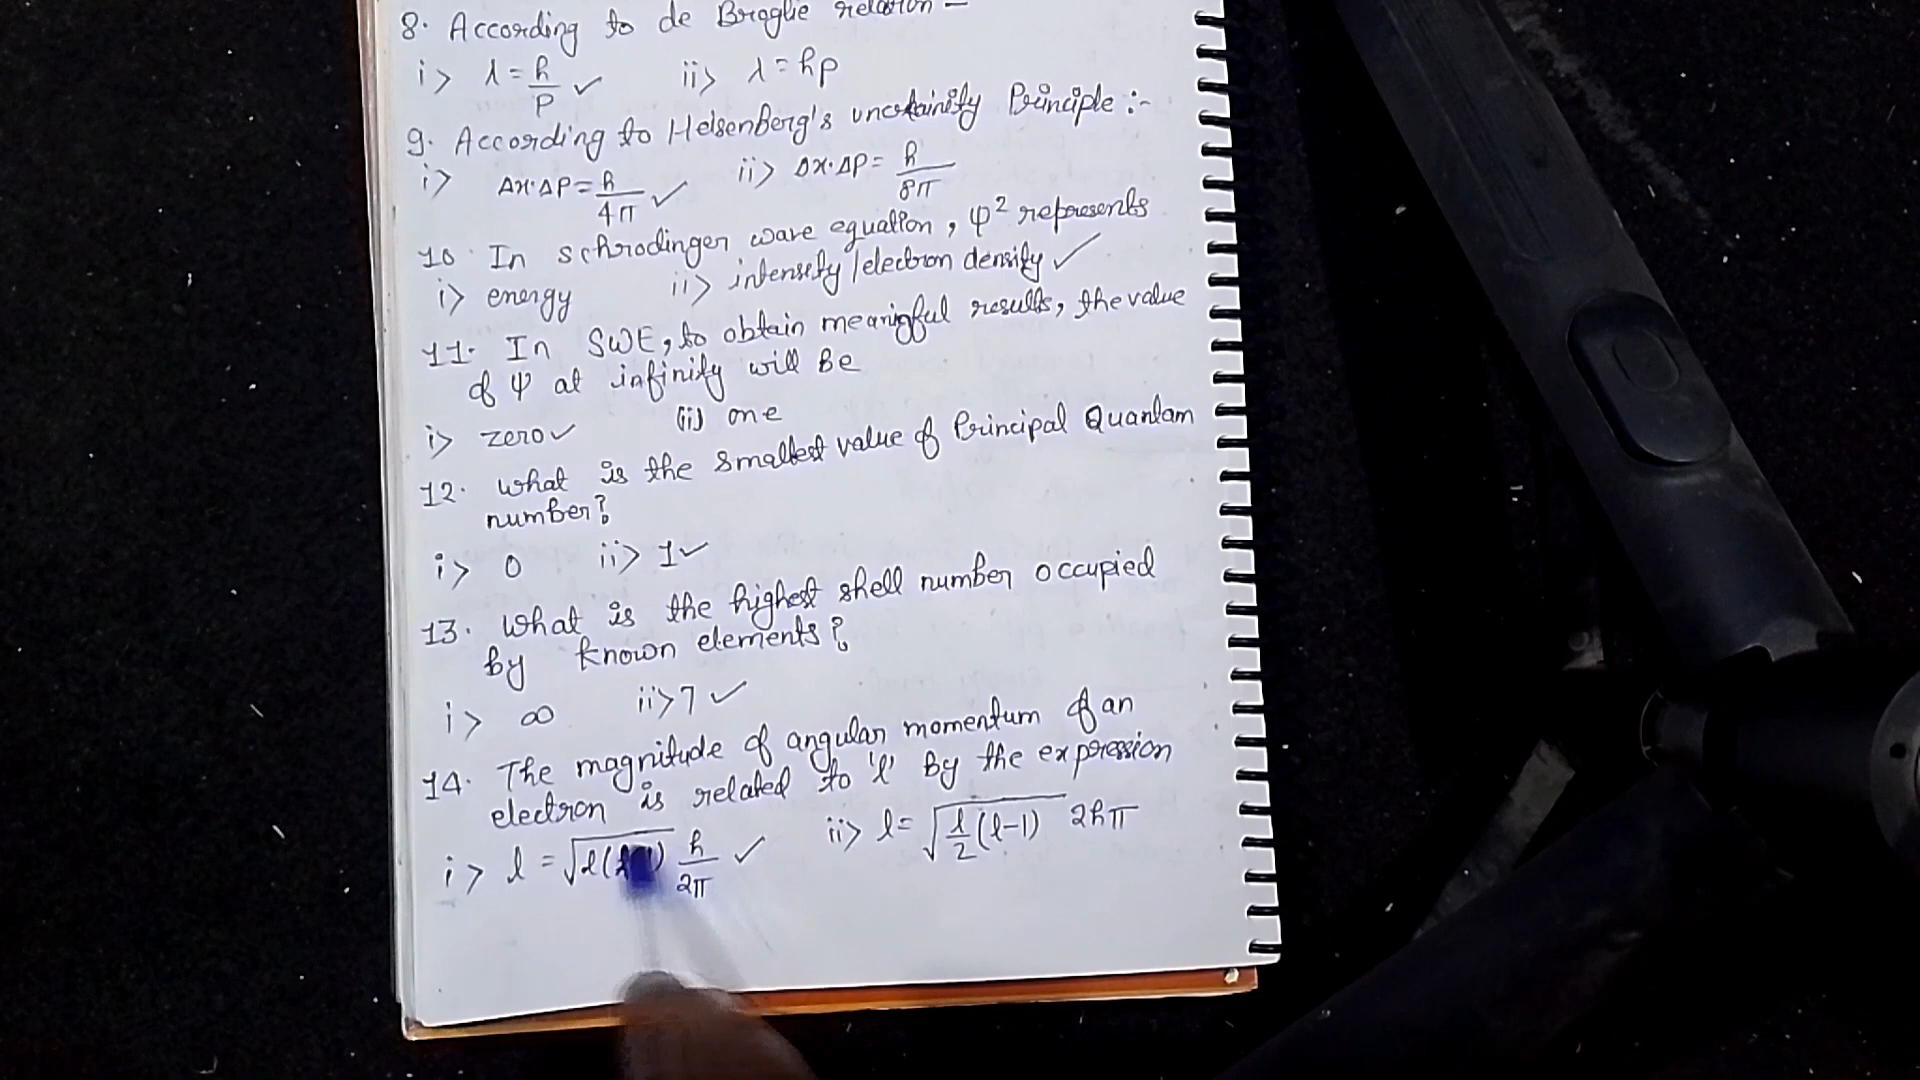 8. According to de Broglie relation -
i> λ = h/p ✓ ii> λ = hp
9. According to Heisenberg's uncertainity Principle :-
i> Δx·ΔP = h/4π ✓ ii> Δx·ΔP = h/8π
10. In schrodinger wave equation, ψ² represents
i> energy ii> intensity/electron density ✓
11. In SWE, to obtain meaningful results, the value
of ψ at infinity will be
i> zero ✓ (ii) one
12. What is the smallest value of Principal Quantam
number?
i> 0 ii> 1 ✓
13. What is the highest shell number occupied
by known elements?
i> ∞ ii> 7 ✓
14. The magnitude of angular momentum of an
electron is related to 'l' by the expression
i> l = √l( h/2π ✓ ii> l = √l/2(l-1) 2hπ